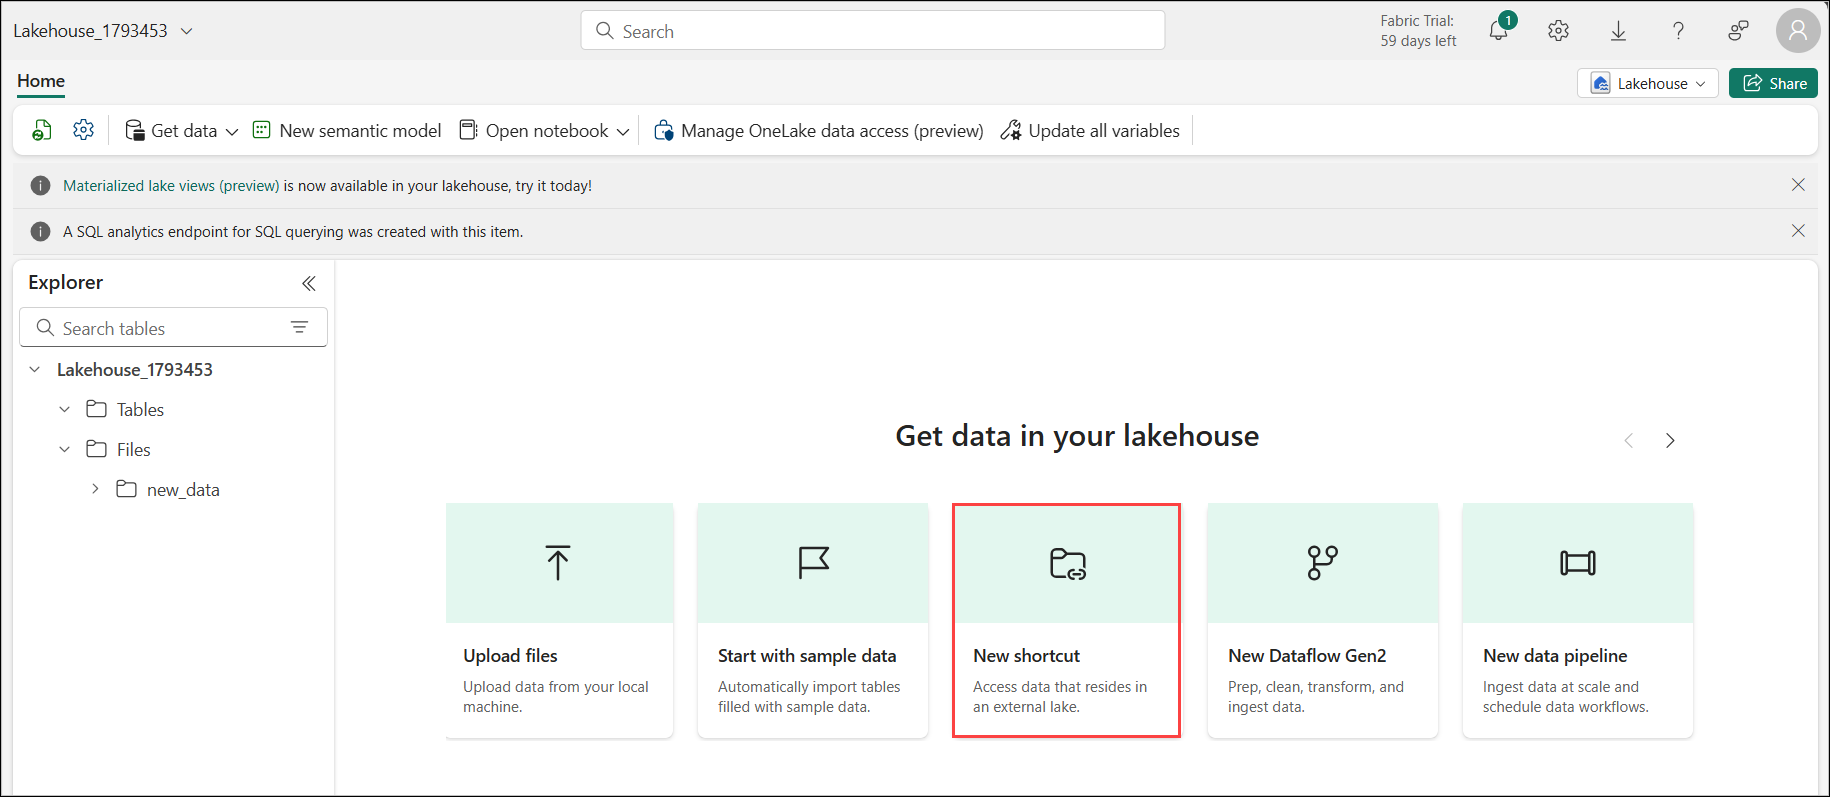 Lakehouse_1793453
Search
Fabric Trial:
59 days left
1
Home
Lakehouse
Share
Get data
New semantic model
Open notebook
Manage OneLake data access (preview)
Update all variables
Materialized lake views (preview) is now available in your lakehouse, try it today!
A SQL analytics endpoint for SQL querying was created with this item.
Explorer
Search tables
Lakehouse_1793453
Tables
Files
new_data
Get data in your lakehouse
Upload files
Upload data from your local
machine.
Start with sample data
Automatically import tables
filled with sample data.
New shortcut
Access data that resides in
an external lake.
New Dataflow Gen2
Prep, clean, transform, and
ingest data.
New data pipeline
Ingest data at scale and
schedule data workflows.